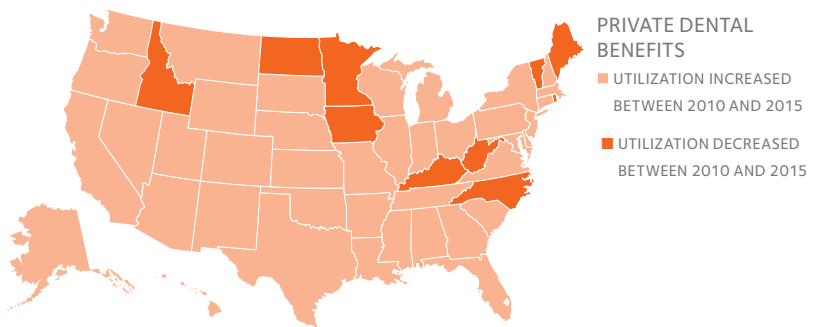 PRIVATE DENTAL
BENEFITS
UTILIZATION INCREASED
BETWEEN 2010 AND 2015
UTILIZATION DECREASED
BETWEEN 2010 AND 2015